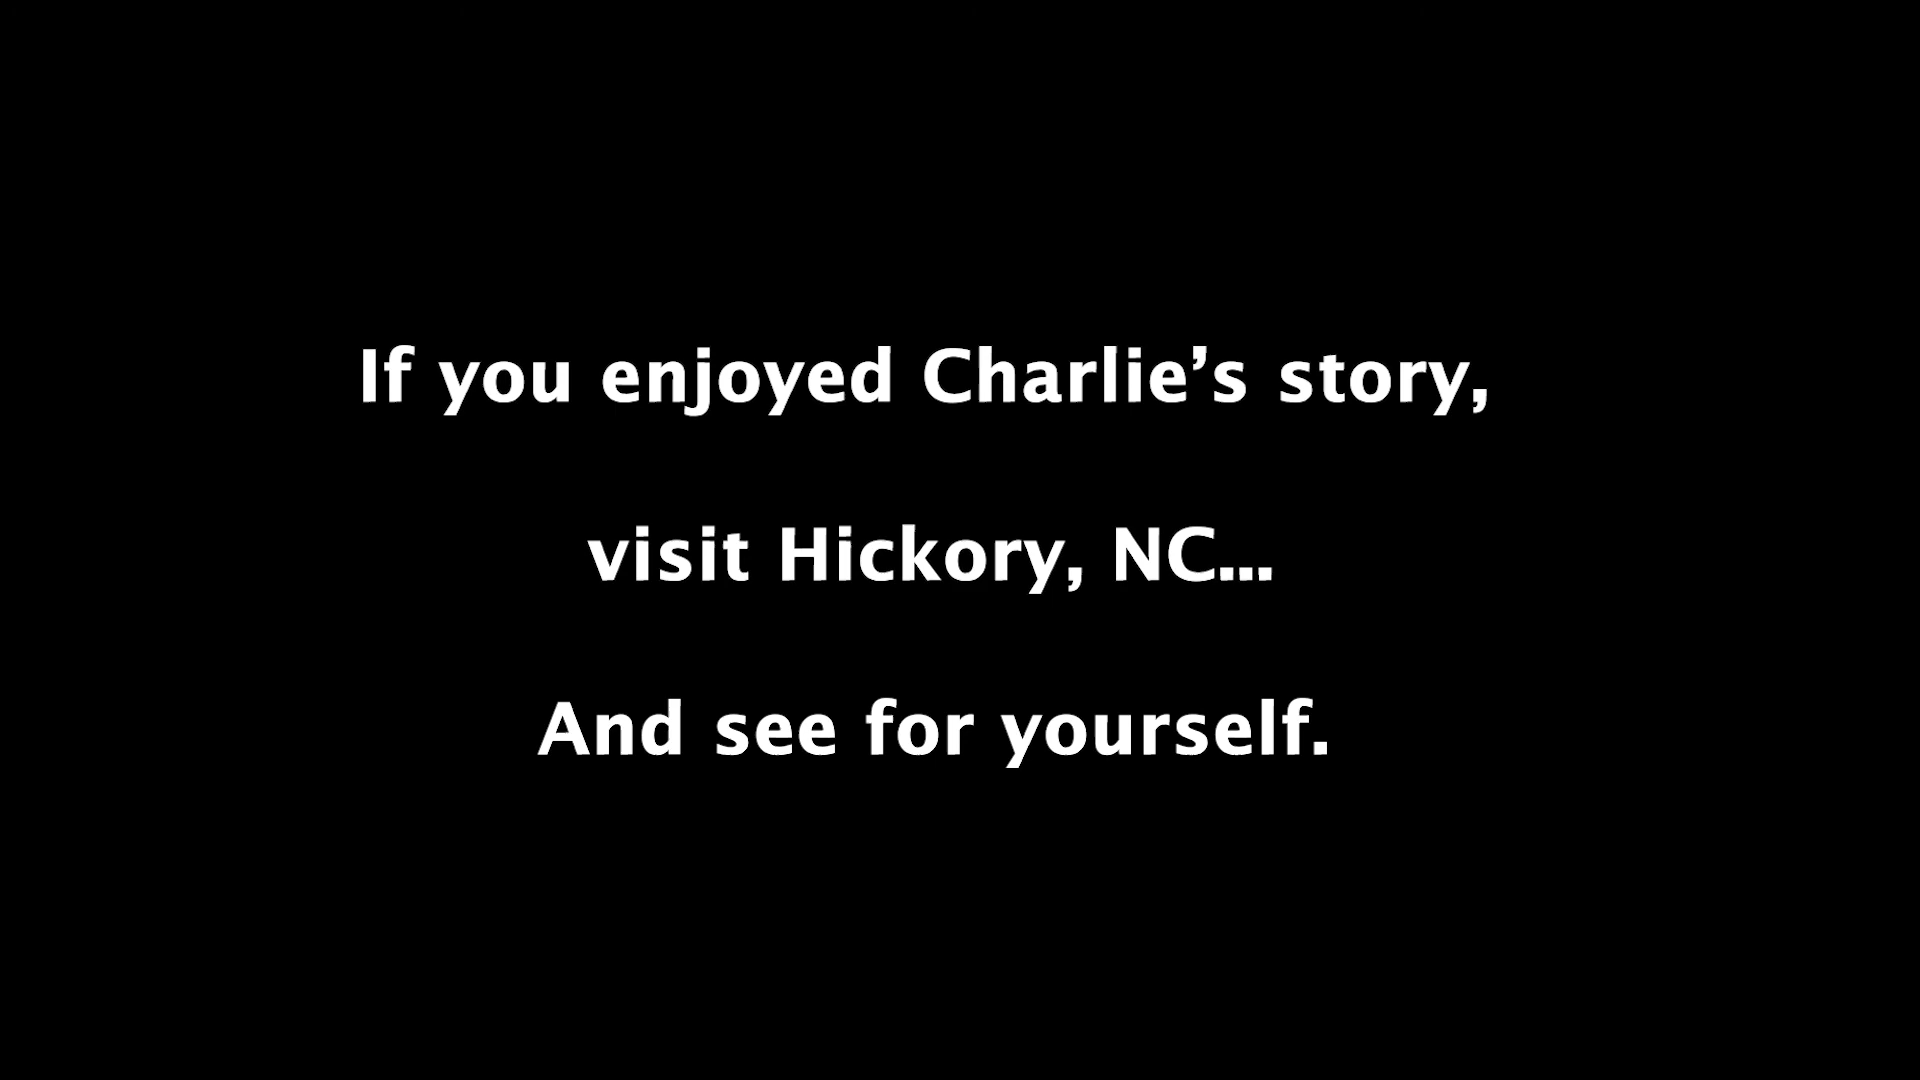 If you enjoyed Charlie’s story,
visit Hickory, NC...
And see for yourself.